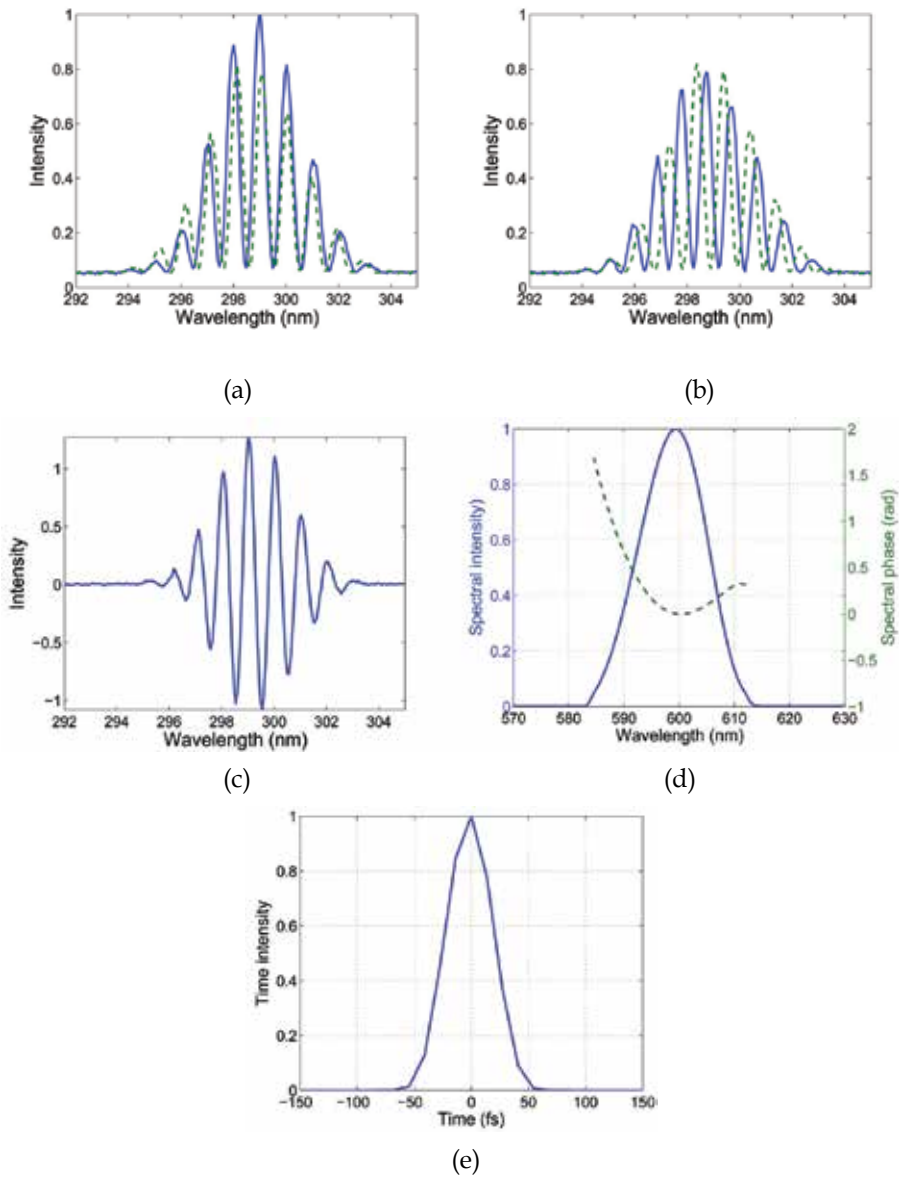 1
0.8
0.6
0.4
0.2
0
Intensity
292 294 296 298 300 302 304
Wavelength (nm)
(a)
1
0.8
0.6
0.4
0.2
0
Intensity
292 294 296 298 300 302 304
Wavelength (nm)
(b)
1
0.5
0
−0.5
−1
Intensity
292 294 296 298 300 302 304
Wavelength (nm)
(c)
1
0.8
0.6
0.4
0.2
0
Spectral intensity)
2
1.5
1
0.5
0
−0.5
−1
Spectral phase (rad)
570 580 590 600 610 620 630
Wavelength (nm)
(d)
1
0.8
0.6
0.4
0.2
0
Time intensity
−150 −100 −50 0 50 100 150
Time (fs)
(e)